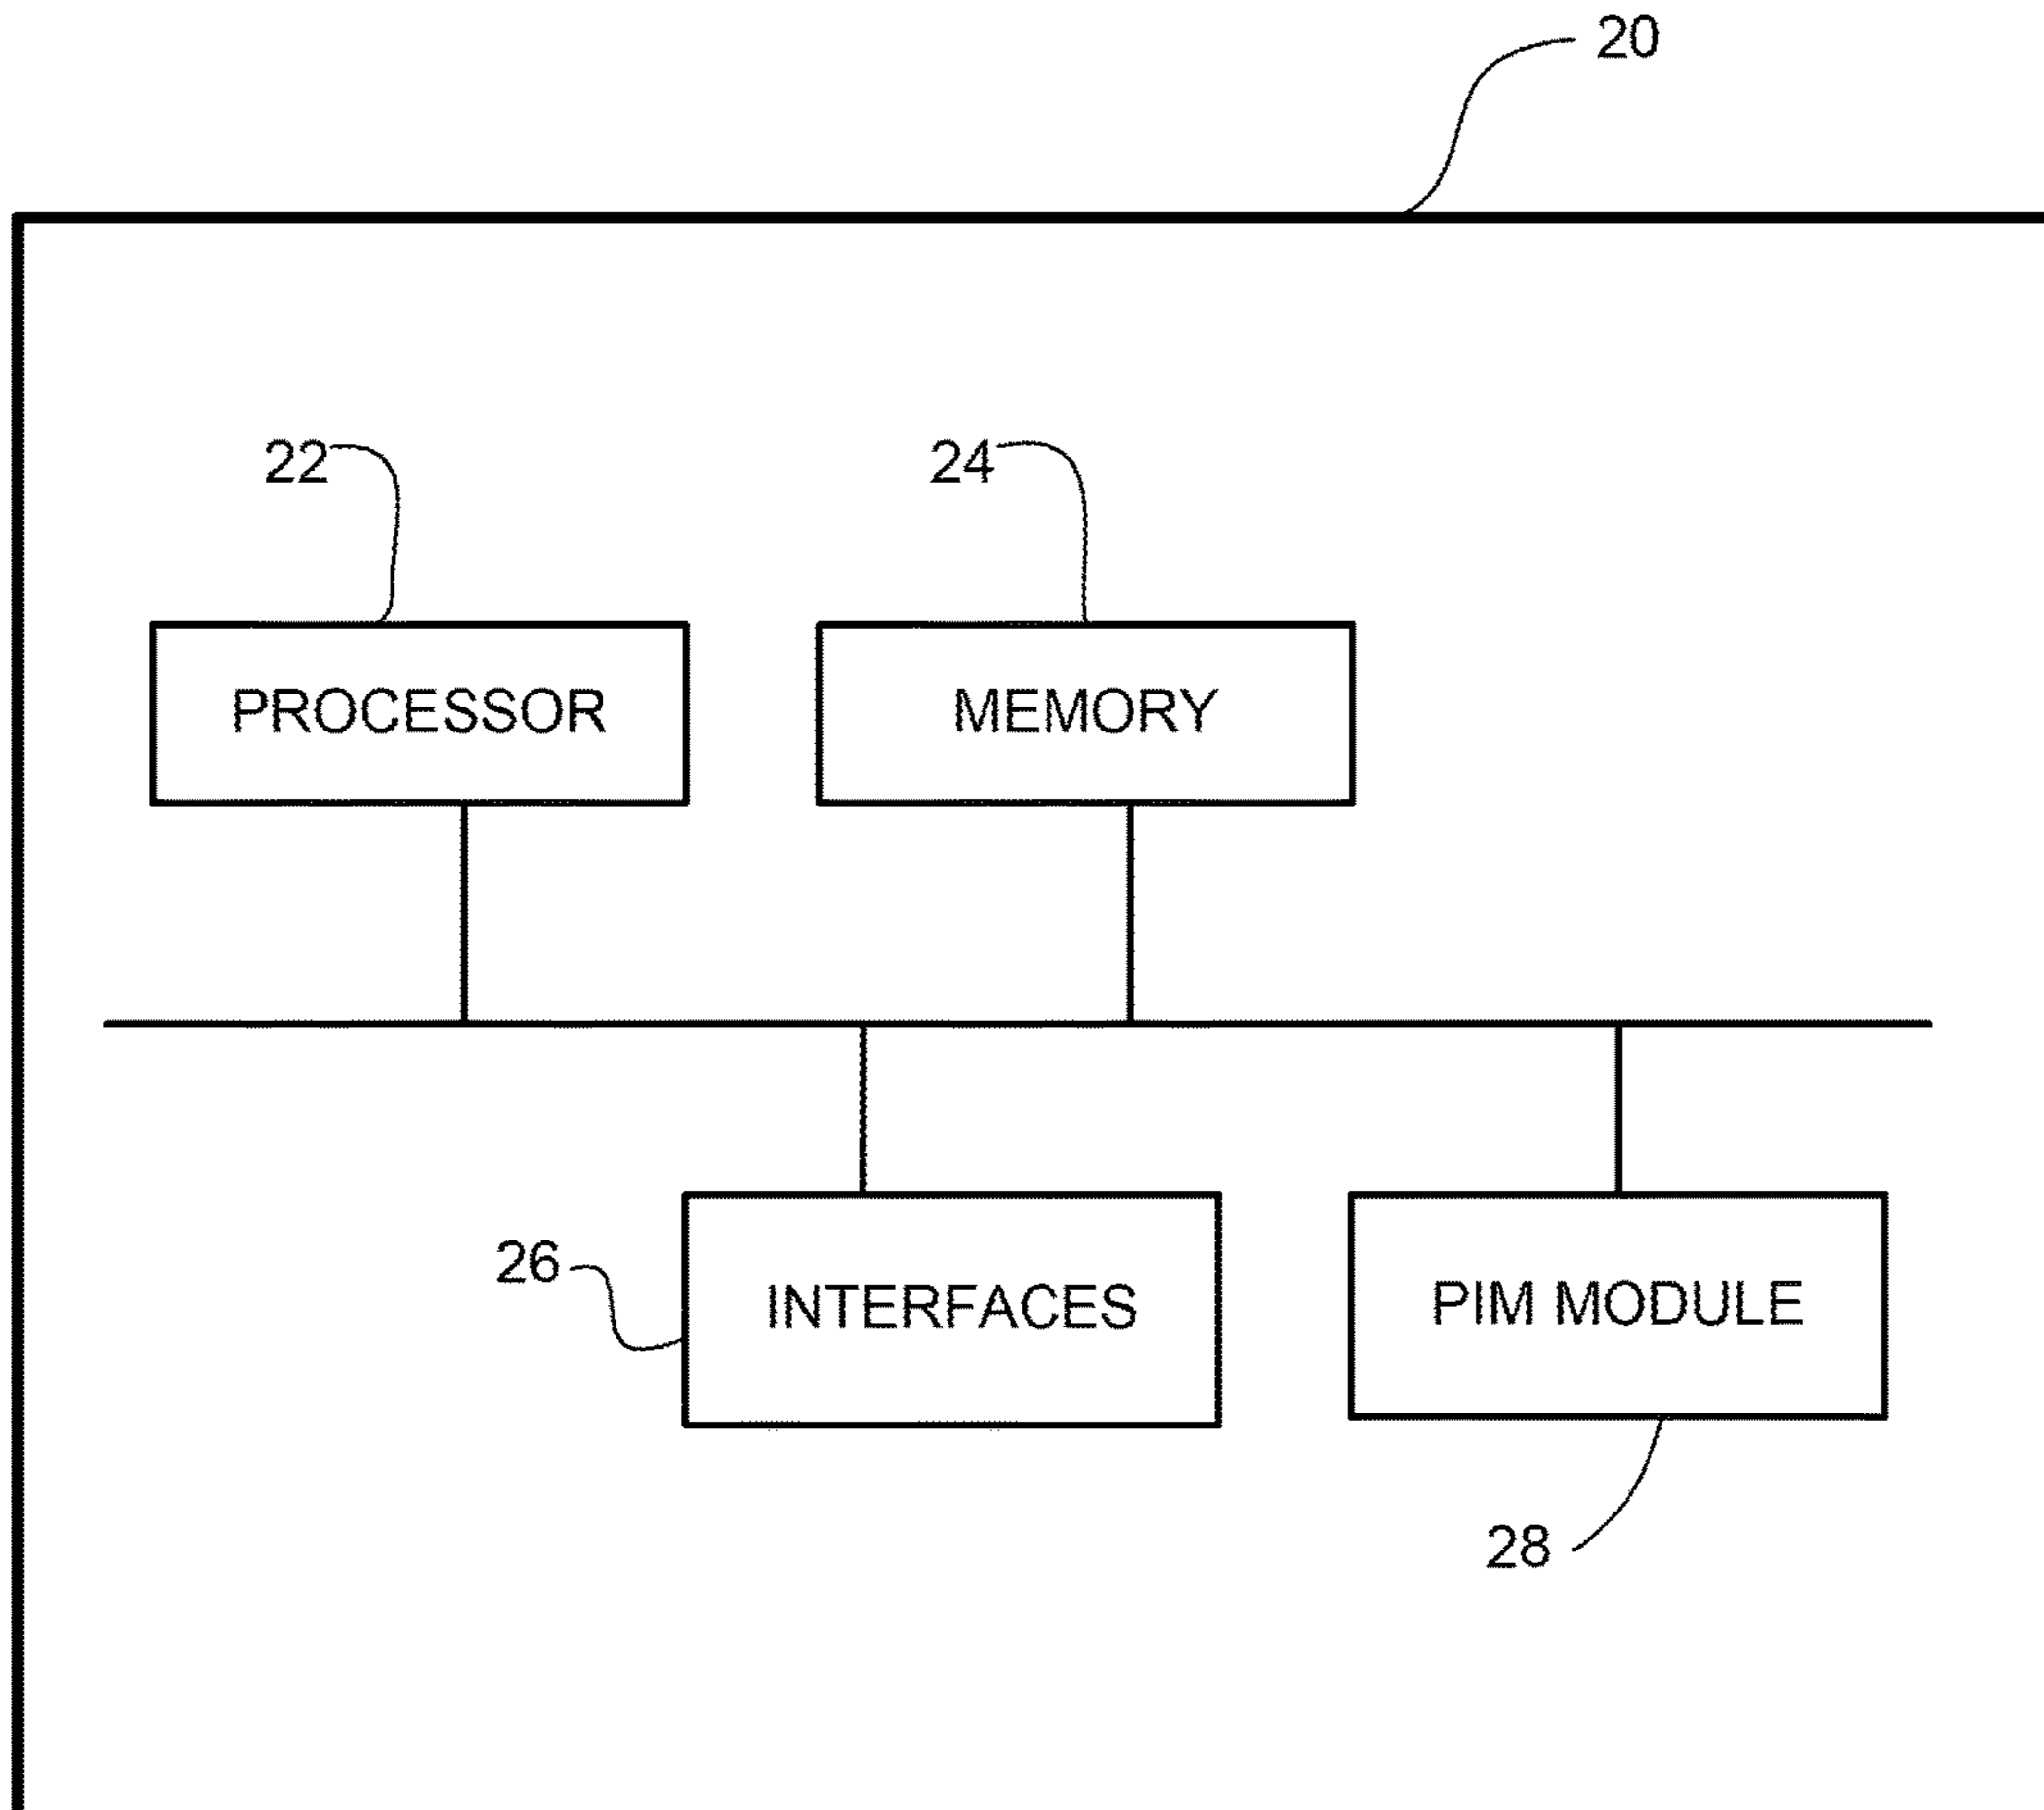 20
22
24
PROCESSOR
MEMORY
26
INTERFACES
PIM MODULE
28